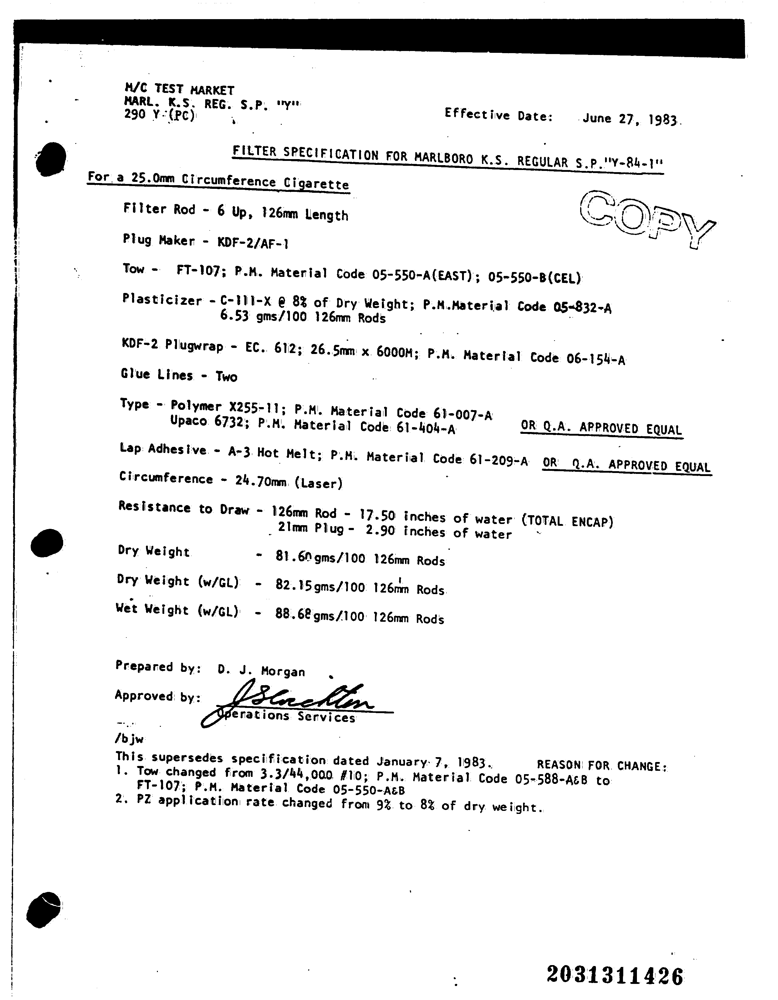 M/C TEST MARKET
MARL. K.S. REG. S.P. "Y"
290 Y (PC)
Effective Date: June 27, 1983.
FILTER SPECIFICATION FOR MARLBORO K.S. REGULAR S.P."Y-84-1"
For a 25.0mm Circumference Cigarette
COPY
Filter Rod - 6 Up, 126mm Length
Plug Maker - KDF-2/AF-1
Tow - FT-107; P.M. Material Code 05-550-A(EAST); 05-550-B(CEL)
Plasticizer - C-111-X @ 8% of Dry Weight; P.M.Material Code 05-832-A
6.53 gms/100 126mm Rods
KDF-2 Plugwrap - EC. 612; 26.5mm x 6000M; P.M. Material Code 06-154-A
Glue Lines - Two
Type - Polymer X255-11; P.M. Material Code 61-007-A
Upaco 6732; P.M. Material Code 61-404-A OR Q.A. APPROVED EQUAL
Lap Adhesive - A-3 Hot Melt; P.M. Material Code 61-209-A OR Q.A. APPROVED EQUAL
Circumference - 24.70mm (Laser)
Resistance to Draw - 126mm Rod - 17.50 inches of water (TOTAL ENCAP)
21mm Plug - 2.90 inches of water
Dry Weight - 81.60gms/100 126mm Rods
Dry Weight (w/GL) - 82.15gms/100 126mm Rods
Wet Weight (w/GL) - 88.68gms/100 126mm Rods
Prepared by: D. J. Morgan
Approved by:
Operations Services
/bjw
This supersedes specification dated January 7, 1983. REASON FOR CHANGE:
1. Tow changed from 3.3/44,000 #10; P.M. Material Code 05-588-A&B to
FT-107; P.M. Material Code 05-550-A&B
2. PZ application rate changed from 9% to 8% of dry weight.
2031311426